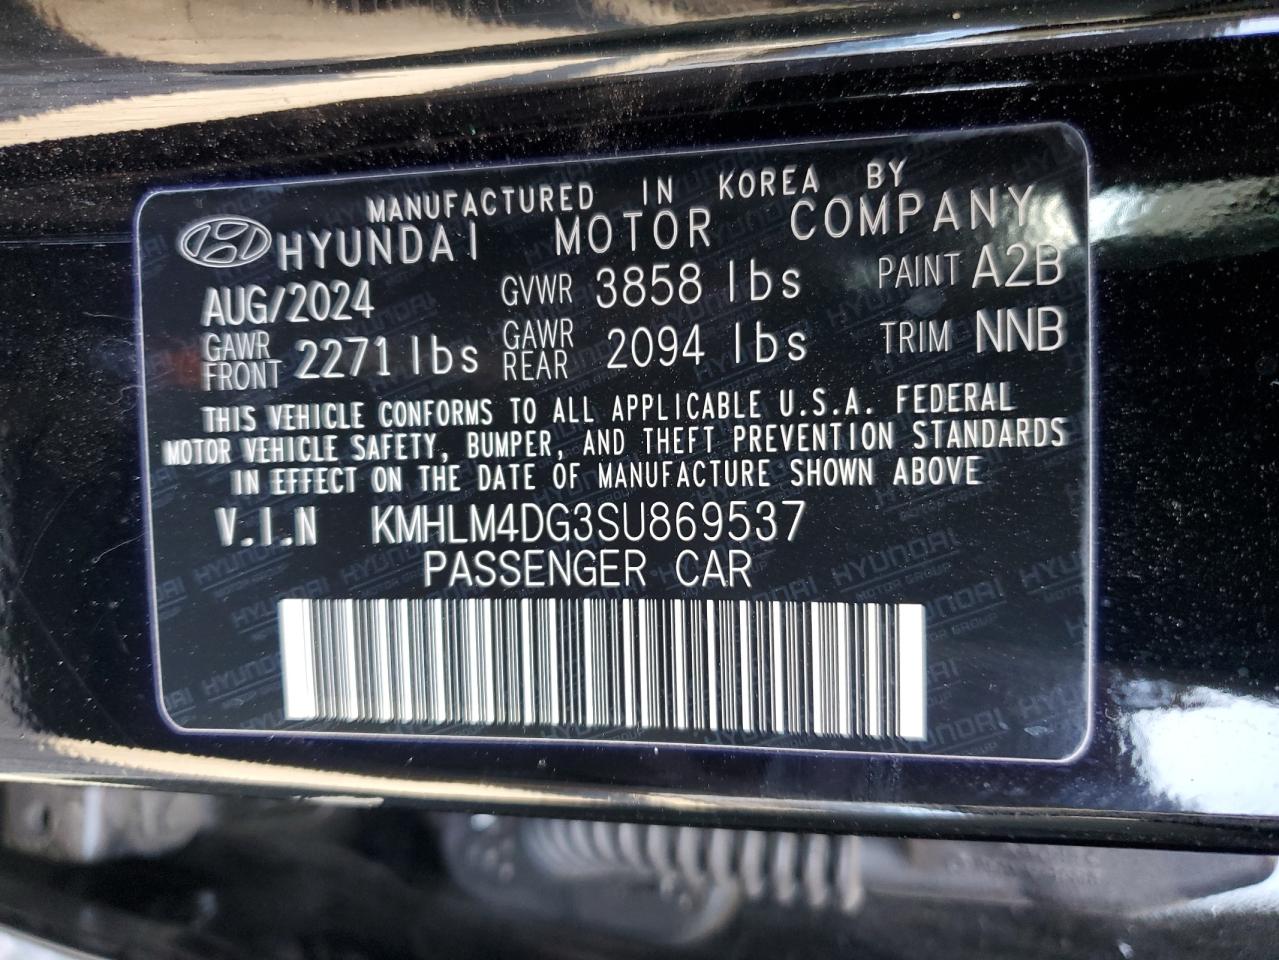 MANUFACTURED IN KOREA BY
HYUNDAI MOTOR COMPANY
AUG/2024 GVWR 3858 lbs PAINT A2B
GAWR FRONT 2271 lbs GAWR REAR 2094 lbs TRIM NNB
THIS VEHICLE CONFORMS TO ALL APPLICABLE U.S.A. FEDERAL
MOTOR VEHICLE SAFETY, BUMPER, AND THEFT PREVENTION STANDARDS
IN EFFECT ON THE DATE OF MANUFACTURE SHOWN ABOVE
V.I.N KMHLM4DG3SU869537
PASSENGER CAR